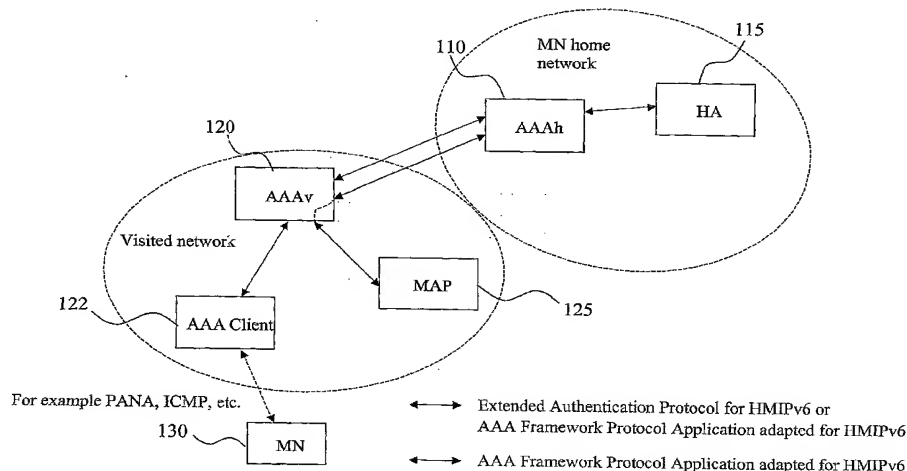 110
MN home
network
115
AAAh
HA
120
AAAv
Visited network
MAP
125
122
AAA Client
For example PANA, ICMP, etc.
130
MN
Extended Authentication Protocol for HMIPv6 or
AAA Framework Protocol Application adapted for HMIPv6
AAA Framework Protocol Application adapted for HMIPv6